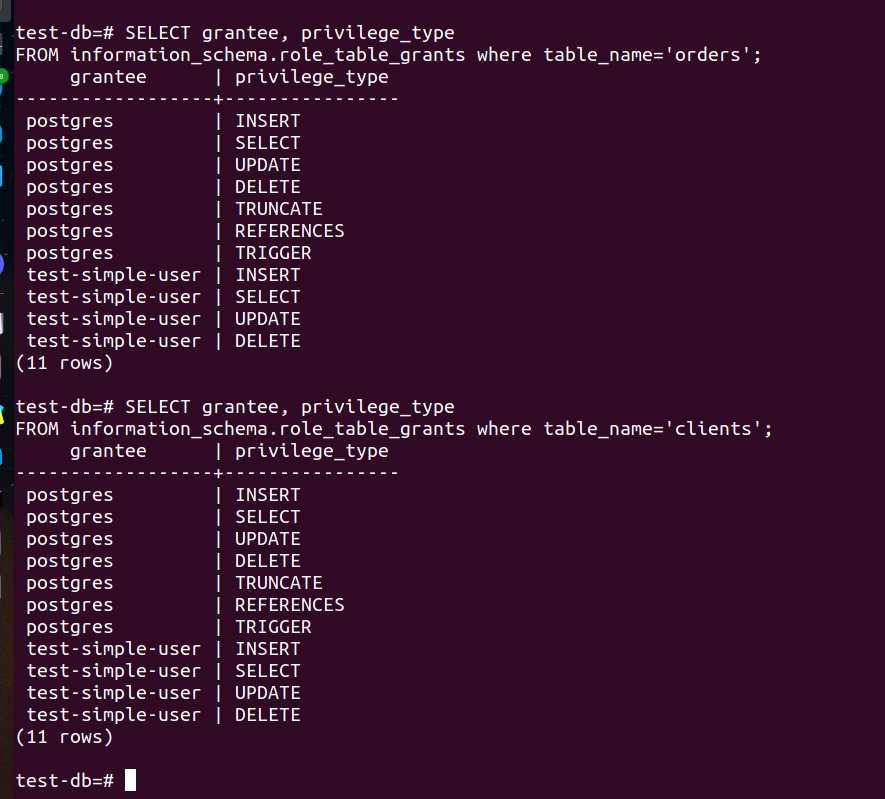 test-db=# SELECT grantee, privilege_type
FROM information_schema.role_table_grants where table_name='orders';
     grantee      | privilege_type
------------------+----------------
 postgres         | INSERT
 postgres         | SELECT
 postgres         | UPDATE
 postgres         | DELETE
 postgres         | TRUNCATE
 postgres         | REFERENCES
 postgres         | TRIGGER
 test-simple-user | INSERT
 test-simple-user | SELECT
 test-simple-user | UPDATE
 test-simple-user | DELETE
(11 rows)

test-db=# SELECT grantee, privilege_type
FROM information_schema.role_table_grants where table_name='clients';
     grantee      | privilege_type
------------------+----------------
 postgres         | INSERT
 postgres         | SELECT
 postgres         | UPDATE
 postgres         | DELETE
 postgres         | TRUNCATE
 postgres         | REFERENCES
 postgres         | TRIGGER
 test-simple-user | INSERT
 test-simple-user | SELECT
 test-simple-user | UPDATE
 test-simple-user | DELETE
(11 rows)

test-db=#